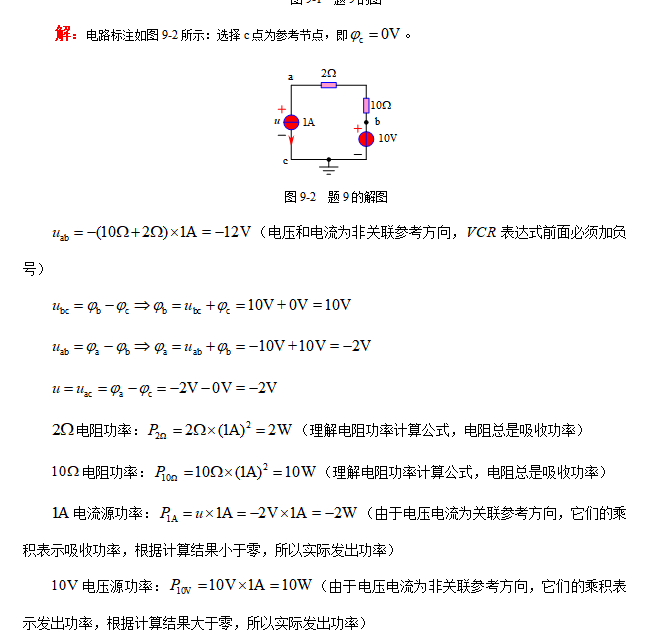 图 9-1 题 9 的图
解：电路标注如图 9-2 所示：选择 c 点为参考节点，即 φc = 0V 。
a
2Ω
10Ω
+
u
1A
b
+
10V
−
−
c
图 9-2 题 9 的解图
uab = −(10Ω+2Ω)×1A = −12V（电压和电流为非关联参考方向，VCR 表达式前面必须加负
号）
ubc = φb − φc ⇒ φb = ubc + φc = 10V + 0V = 10V
uab = φa − φb ⇒ φa = uab + φb = −10V+10V = −2V
u = uac = φa − φc = −2V − 0V = −2V
2Ω 电阻功率：P2Ω = 2Ω×(1A)² = 2W（理解电阻功率计算公式，电阻总是吸收功率）
10Ω 电阻功率：P10Ω =10Ω×(1A)² =10W（理解电阻功率计算公式，电阻总是吸收功率）
1A 电流源功率：P1A = u×1A = −2V×1A = −2W（由于电压电流为关联参考方向，它们的乘
积表示吸收功率，根据计算结果小于零，所以实际发出功率）
10V 电压源功率：P10V =10V×1A =10W（由于电压电流为非关联参考方向，它们的乘积表
示发出功率，根据计算结果大于零，所以实际发出功率）